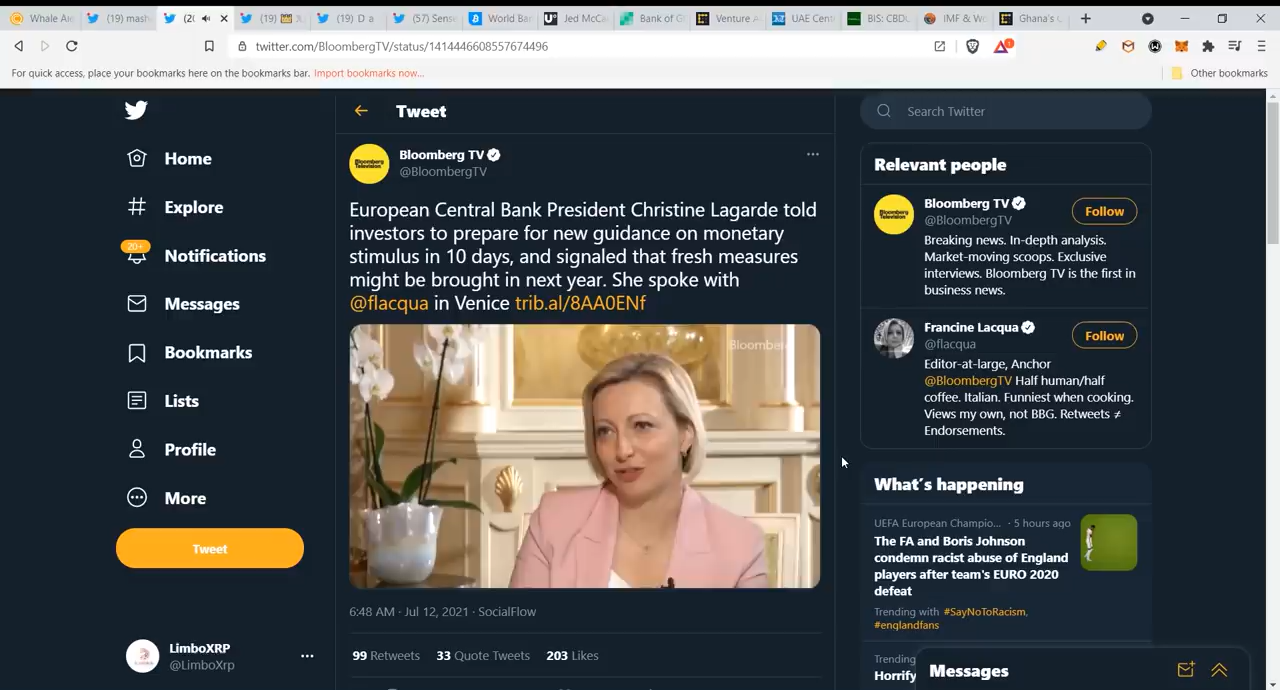 Whale Ale
(19) mash
(20
(19)
(19) D a
(57) Sense
World Ban
Jed McCa
Bank of G
Venture A
UAE Cent
BIS: CBDC
IMF & Wo
Ghana's C
twitter.com/BloombergTV/status/1414446608557674496
For quick access, place your bookmarks here on the bookmarks bar. Import bookmarks now...
Other bookmarks
Home
Explore
20+
Notifications
Messages
Bookmarks
Lists
Profile
More
Tweet
LimboXRP
@LimboXrp
Tweet
Bloomberg TV
@BloombergTV
European Central Bank President Christine Lagarde told
investors to prepare for new guidance on monetary
stimulus in 10 days, and signaled that fresh measures
might be brought in next year. She spoke with
@flacqua in Venice trib.al/8AA0ENf
Bloomberg
6:48 AM · Jul 12, 2021 · SocialFlow
99 Retweets 33 Quote Tweets 203 Likes
Search Twitter
Relevant people
Bloomberg TV
@BloombergTV
Follow
Breaking news. In-depth analysis.
Market-moving scoops. Exclusive
interviews. Bloomberg TV is the first in
business news.
Francine Lacqua
@flacqua
Follow
Editor-at-large, Anchor
@BloombergTV Half human/half
coffee. Italian. Funniest when cooking.
Views my own, not BBG. Retweets ≠
Endorsements.
What's happening
UEFA European Champio... · 5 hours ago
The FA and Boris Johnson
condemn racist abuse of England
players after team's EURO 2020
defeat
Trending with #SayNoToRacism,
#englandfans
Trending
Horrify
Messages